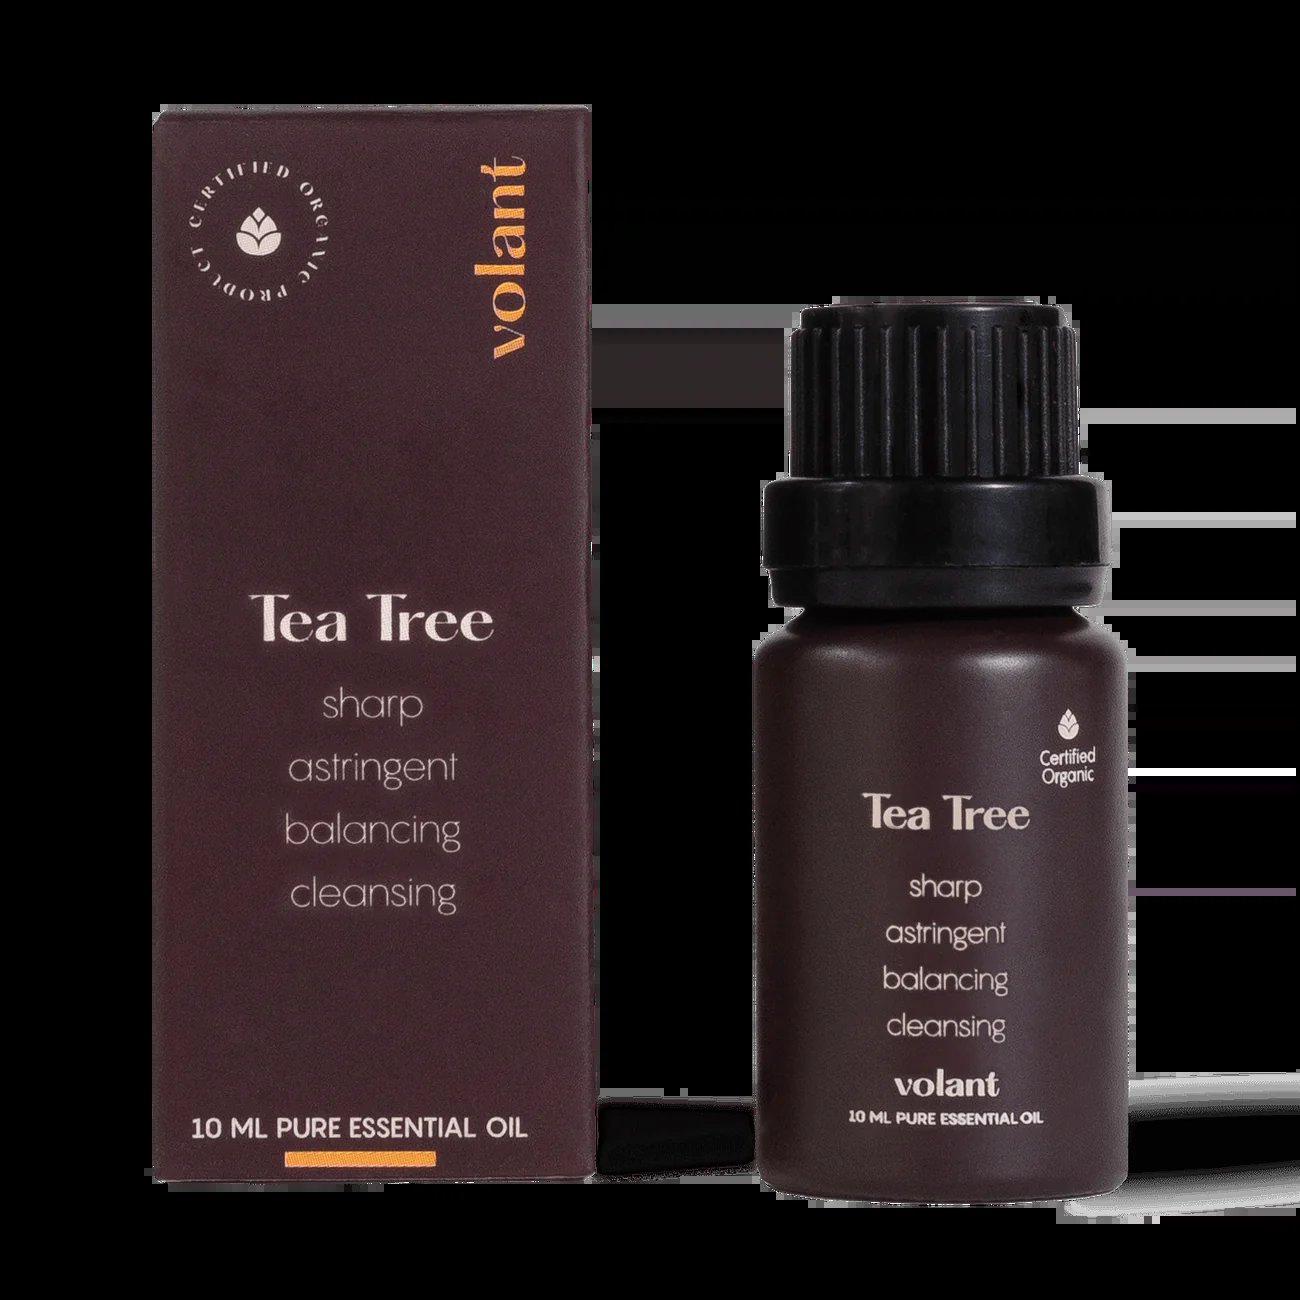 CERTIFIED ORGANIC PRODUCT
volant
Tea Tree
sharp
astringent
balancing
cleansing
10 ML PURE ESSENTIAL OIL
Certified
Organic
Tea Tree
sharp
astringent
balancing
cleansing
volant
10 ML PURE ESSENTIAL OIL